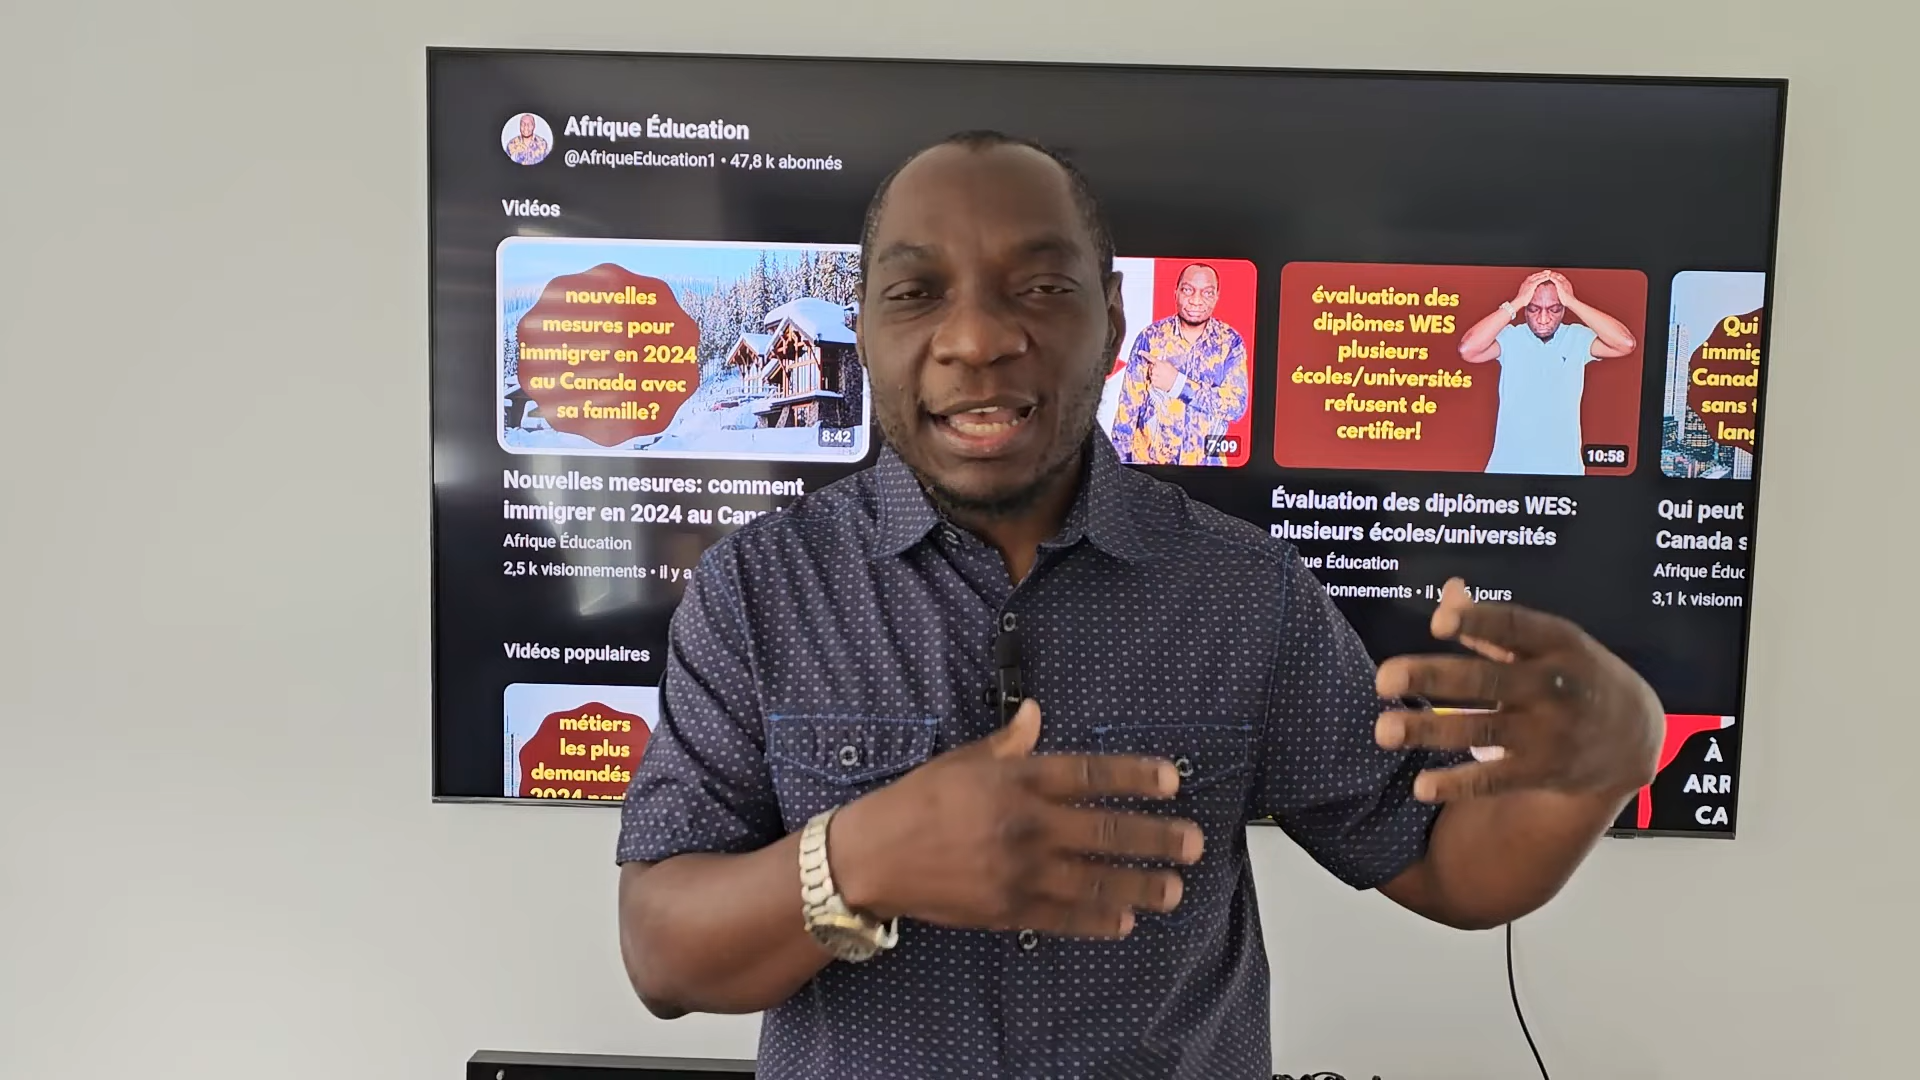 Afrique Éducation
@AfriqueEducation1 • 47,8 k abonnés
Vidéos
nouvelles
mesures pour
immigrer en 2024
au Canada avec
sa famille?
8:42
Nouvelles mesures: comment
immigrer en 2024 au
Afrique Éducation
2,5 k visionnements • il y a
7:09
évaluation des
diplômes WES
plusieurs
écoles/universités
refusent de
certifier!
10:58
Évaluation des diplômes WES:
plusieurs écoles/universités
Éducation
jours
Qui
sans
Qui peut
Canada
Afrique
3,1 k
Vidéos populaires
métiers
les plus
demandés
2024
À